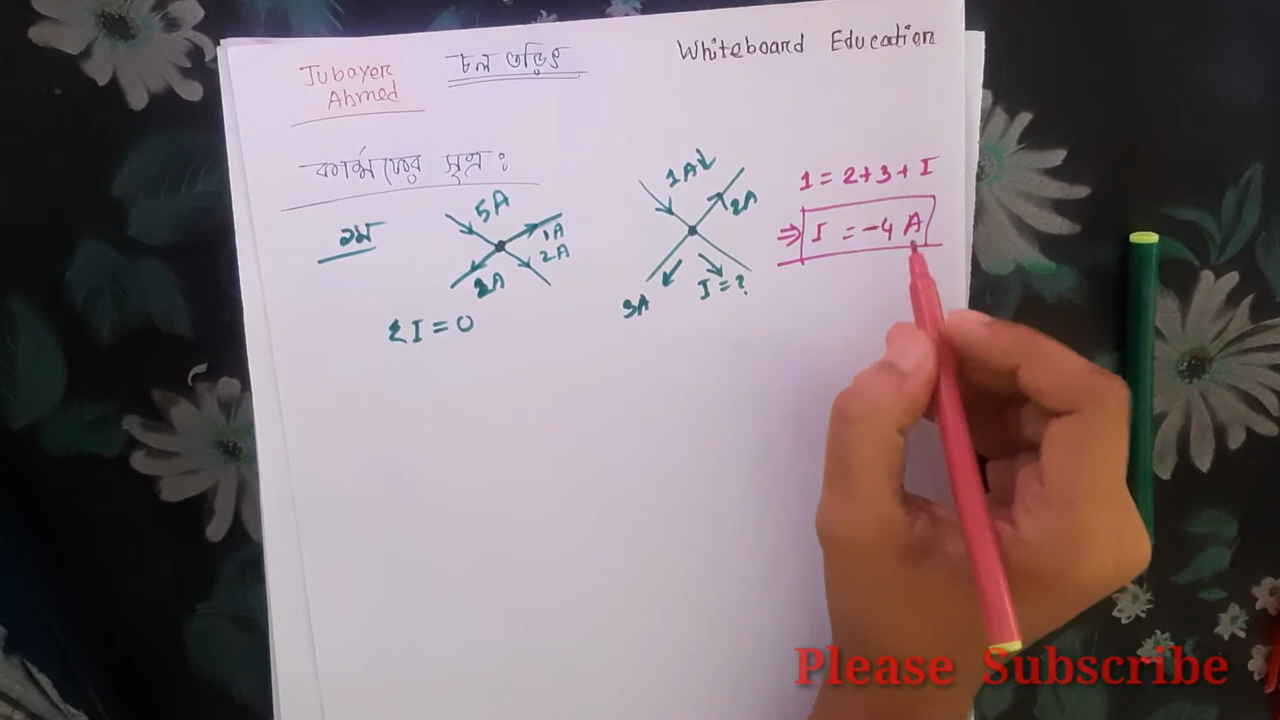 Jubayer
Ahmed
চল তড়িৎ
Whiteboard Education
কার্শফের সূত্র :
১ম
5A
1A
2A
2A
ΣI = 0
1A
2A
3A
I = ?
1 = 2+3+I
⇒ I = -4 A
Please Subscribe